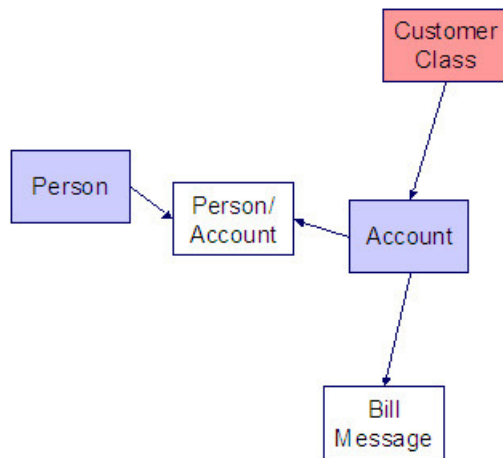 Customer
Class
Person
Person/
Account
Account
Bill
Message